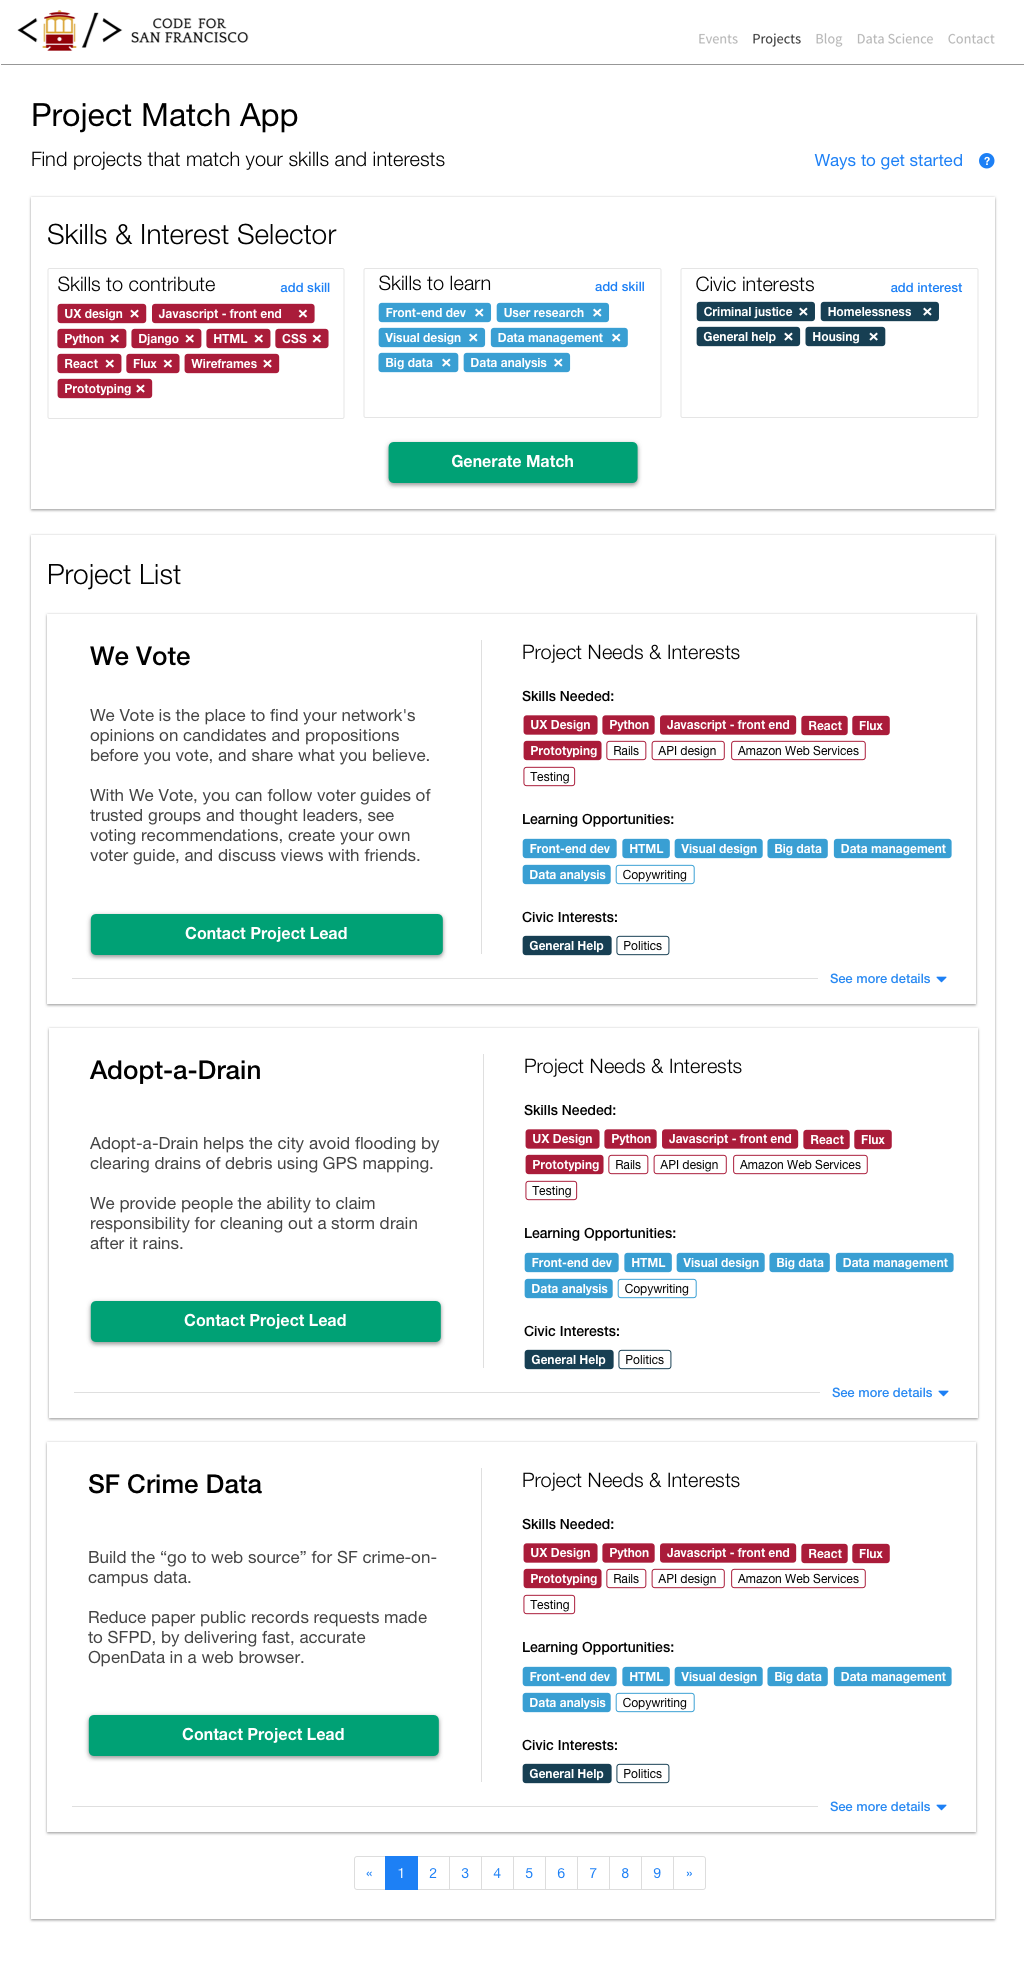 CODE FOR
SAN FRANCISCO
Events Projects Blog Data Science Contact
Project Match App
Find projects that match your skills and interests
Ways to get started ?
Skills & Interest Selector
Skills to contribute add skill
UX design × Javascript - front end ×
Python × Django × HTML × CSS ×
React × Flux × Wireframes ×
Prototyping ×
Skills to learn add skill
Front-end dev × User research ×
Visual design × Data management ×
Big data × Data analysis ×
Civic interests add interest
Criminal justice × Homelessness ×
General help × Housing ×
Generate Match
Project List
We Vote
We Vote is the place to find your network's
opinions on candidates and propositions
before you vote, and share what you believe.
With We Vote, you can follow voter guides of
trusted groups and thought leaders, see
voting recommendations, create your own
voter guide, and discuss views with friends.
Contact Project Lead
Project Needs & Interests
Skills Needed:
UX Design Python Javascript - front end React Flux
Prototyping Rails API design Amazon Web Services
Testing
Learning Opportunities:
Front-end dev HTML Visual design Big data Data management
Data analysis Copywriting
Civic Interests:
General Help Politics
See more details
Adopt-a-Drain
Adopt-a-Drain helps the city avoid flooding by
clearing drains of debris using GPS mapping.
We provide people the ability to claim
responsibility for cleaning out a storm drain
after it rains.
Contact Project Lead
Project Needs & Interests
Skills Needed:
UX Design Python Javascript - front end React Flux
Prototyping Rails API design Amazon Web Services
Testing
Learning Opportunities:
Front-end dev HTML Visual design Big data Data management
Data analysis Copywriting
Civic Interests:
General Help Politics
See more details
SF Crime Data
Build the “go to web source” for SF crime-on-
campus data.
Reduce paper public records requests made
to SFPD, by delivering fast, accurate
OpenData in a web browser.
Contact Project Lead
Project Needs & Interests
Skills Needed:
UX Design Python Javascript - front end React Flux
Prototyping Rails API design Amazon Web Services
Testing
Learning Opportunities:
Front-end dev HTML Visual design Big data Data management
Data analysis Copywriting
Civic Interests:
General Help Politics
See more details
« 1 2 3 4 5 6 7 8 9 »